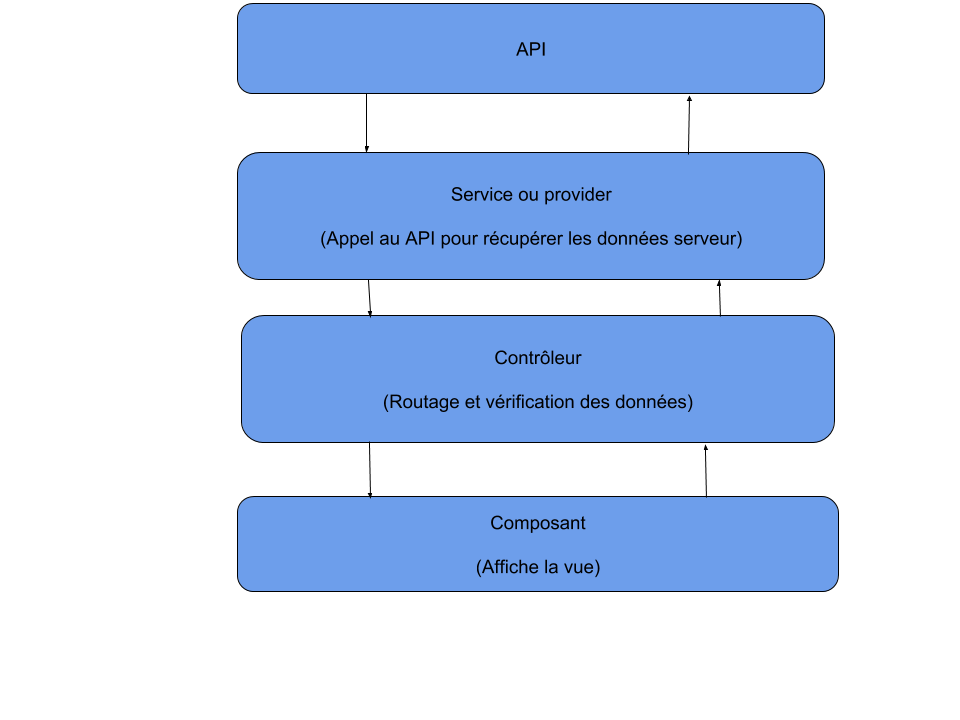 API
Service ou provider
(Appel au API pour récupérer les données serveur)
Contrôleur
(Routage et vérification des données)
Composant
(Affiche la vue)